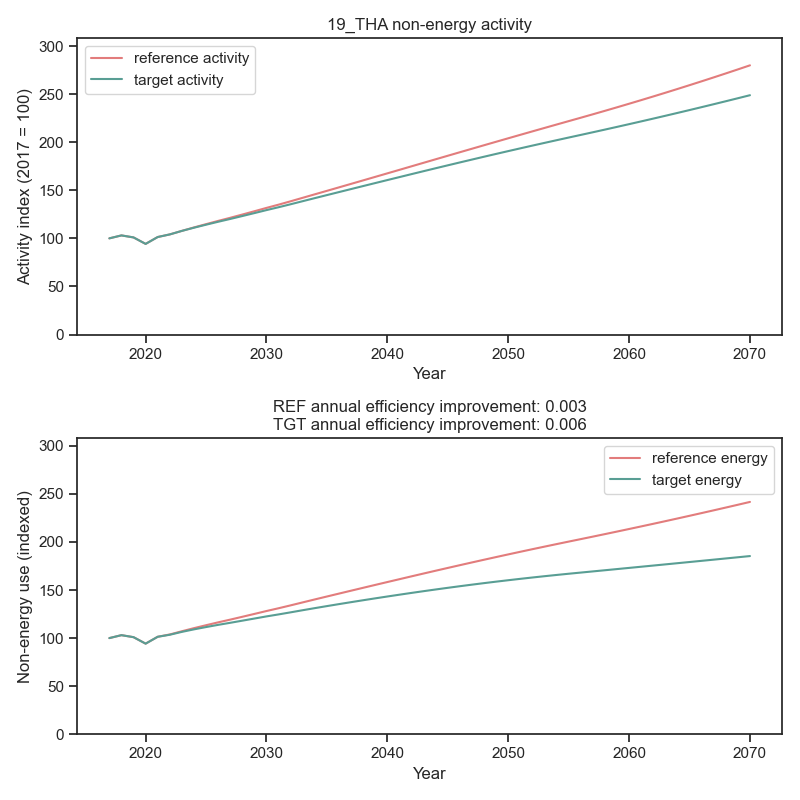 19_THA non-energy activity
reference activity
target activity
Activity index (2017 = 100)
300
250
200
150
100
50
0
2020 2030 2040 2050 2060 2070
Year
REF annual efficiency improvement: 0.003
TGT annual efficiency improvement: 0.006
reference energy
target energy
Non-energy use (indexed)
300
250
200
150
100
50
0
2020 2030 2040 2050 2060 2070
Year